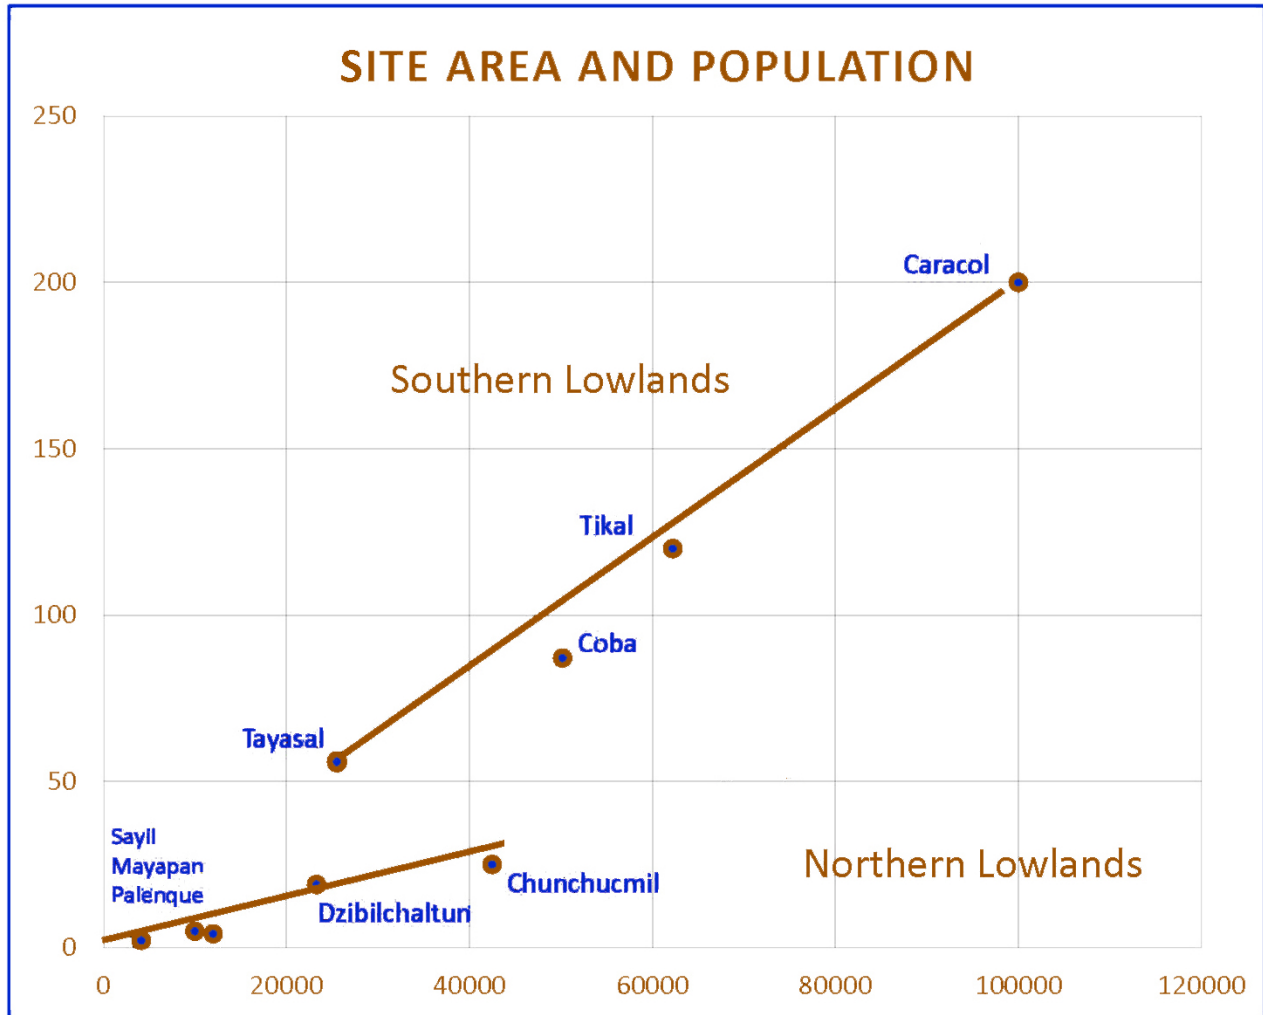 SITE AREA AND POPULATION
250
200
150
100
50
0
Caracol
Southern Lowlands
Tikal
Coba
Tayasal
Sayil
Mayapan
Palenque
Dzibilchaltun
Chunchucmil
Northern Lowlands
0 20000 40000 60000 80000 100000 120000